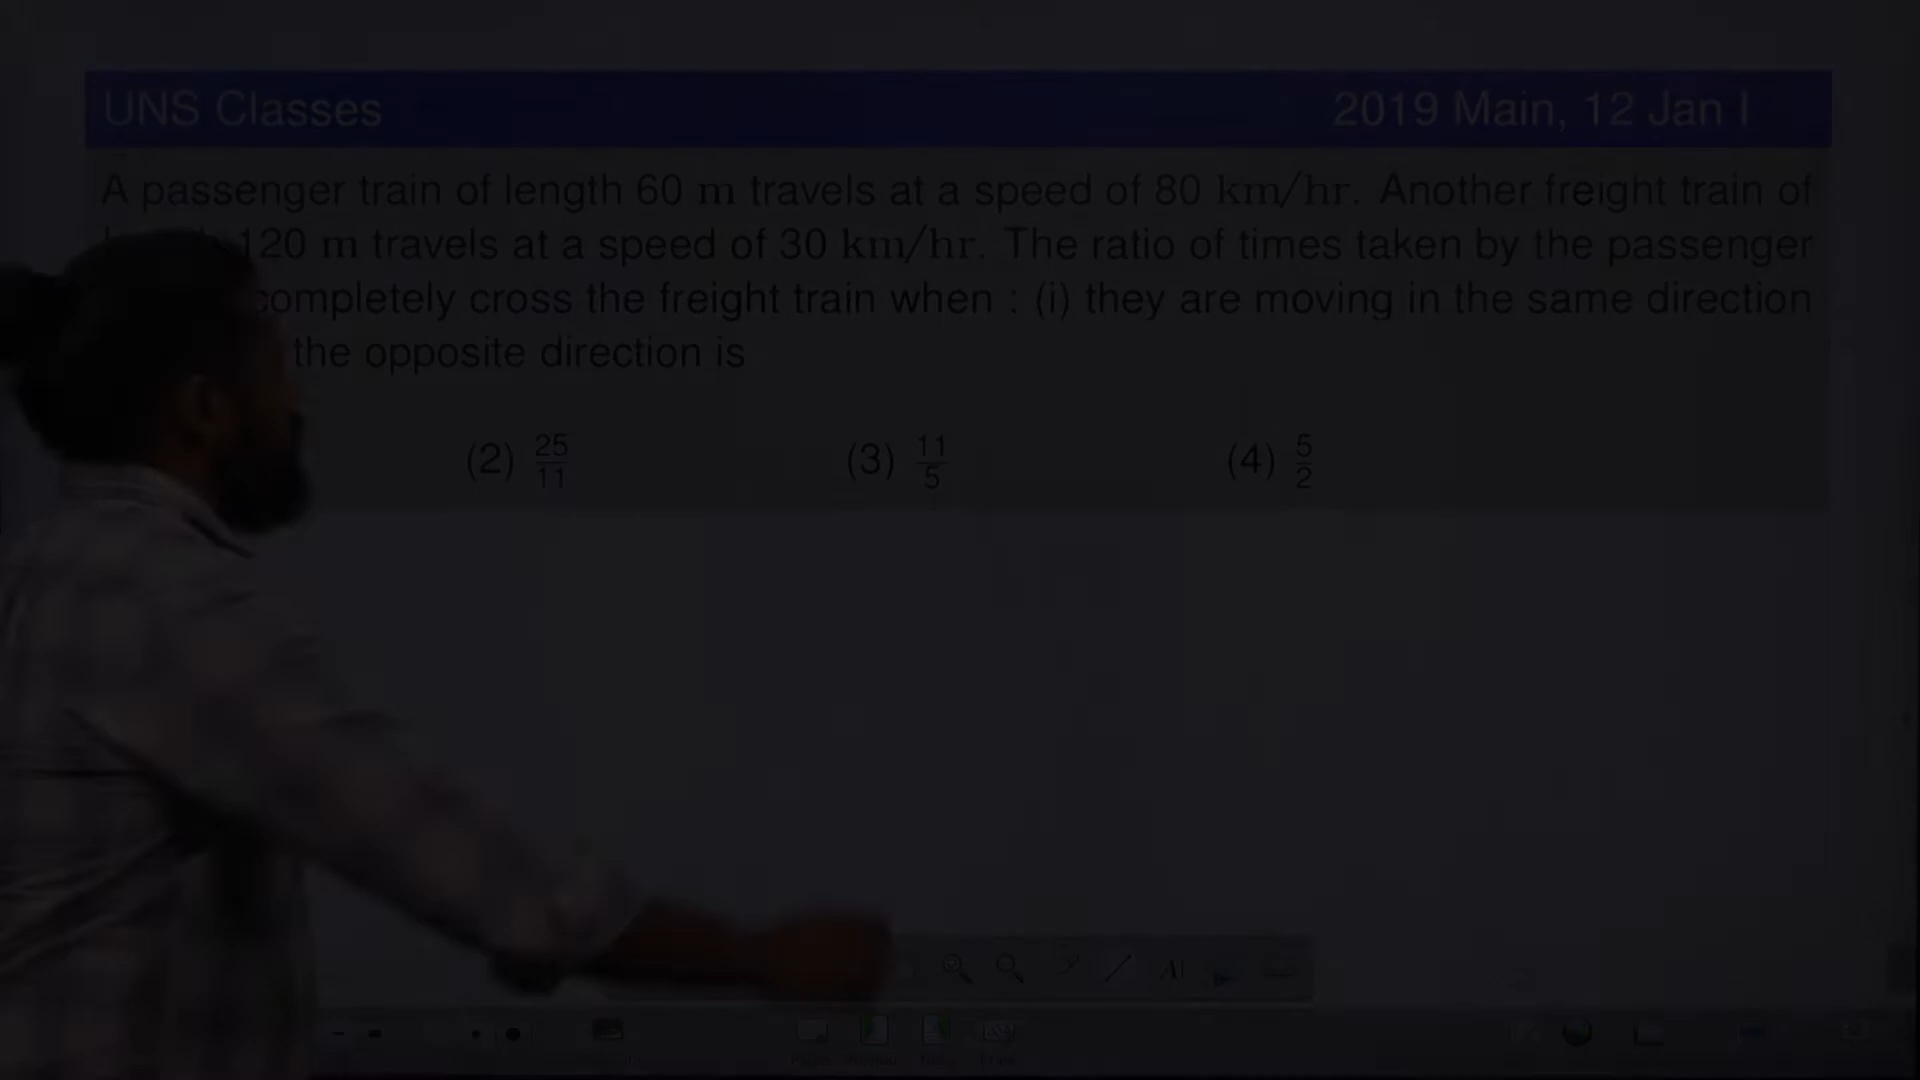 UNS Classes 2019 Main, 12 Jan I
A passenger train of length 60 m travels at a speed of 80 km/hr. Another freight train of
120 m travels at a speed of 30 km/hr. The ratio of times taken by the passenger
completely cross the freight train when : (i) they are moving in the same direction
the opposite direction is
(2) 25/11 (3) 11/5 (4) 5/2
AI